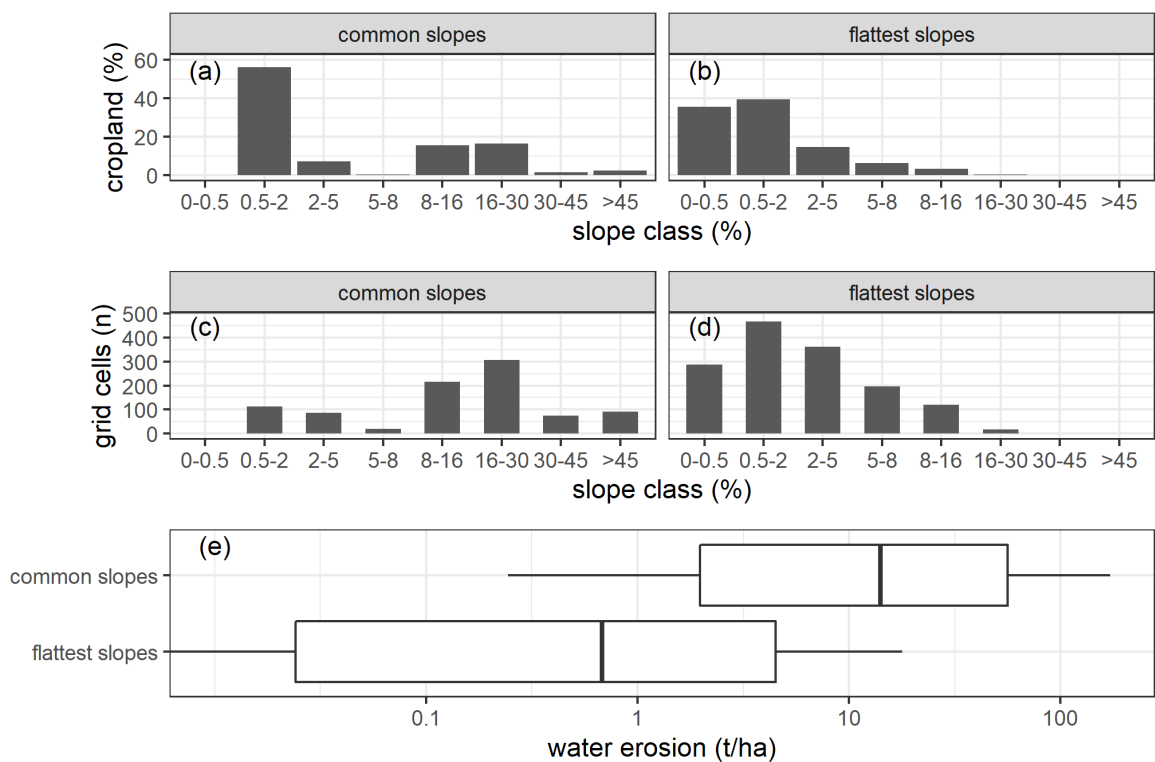 common slopes flattest slopes
(a) (b)
cropland (%)
60
40
20
0
0-0.5 0.5-2 2-5 5-8 8-16 16-30 30-45 >45 0-0.5 0.5-2 2-5 5-8 8-16 16-30 30-45 >45
slope class (%) slope class (%)
common slopes flattest slopes
(c) (d)
grid cells (n)
500
400
300
200
100
0
0-0.5 0.5-2 2-5 5-8 8-16 16-30 30-45 >45 0-0.5 0.5-2 2-5 5-8 8-16 16-30 30-45 >45
slope class (%) slope class (%)
(e)
common slopes
flattest slopes
0.1 1 10 100
water erosion (t/ha)